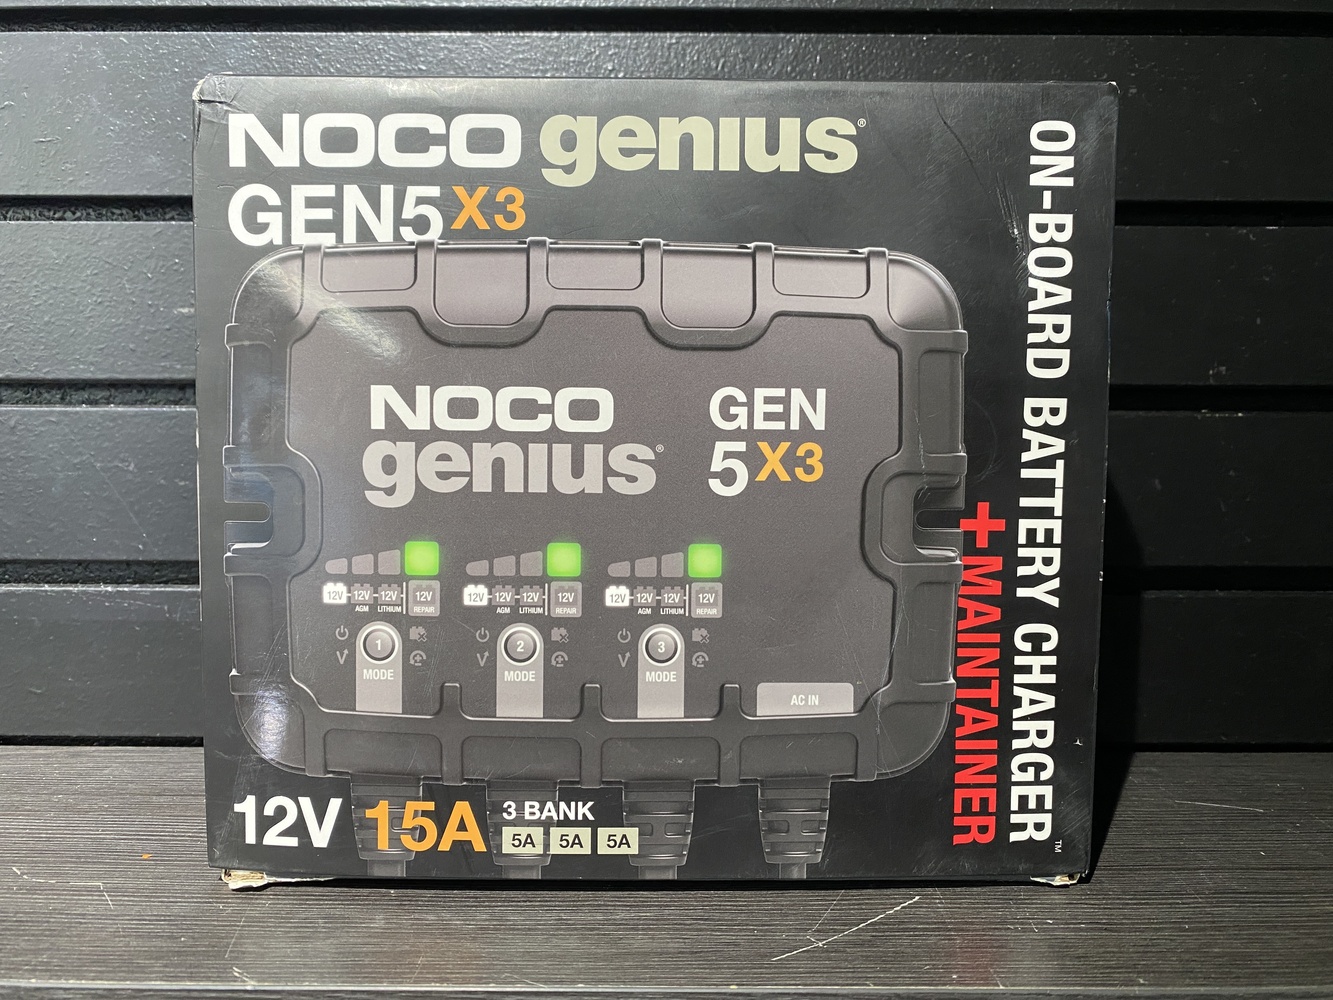 NOCO genius®
GEN5 X3
ON-BOARD BATTERY CHARGER™
+MAINTAINER
NOCO
genius®
GEN
5 X3
12V 12V 12V 12V
AGM LITHIUM REPAIR
12V 12V 12V 12V
AGM LITHIUM REPAIR
12V 12V 12V 12V
AGM LITHIUM REPAIR
1
MODE
2
MODE
3
MODE
AC IN
12V 15A 3 BANK
5A 5A 5A